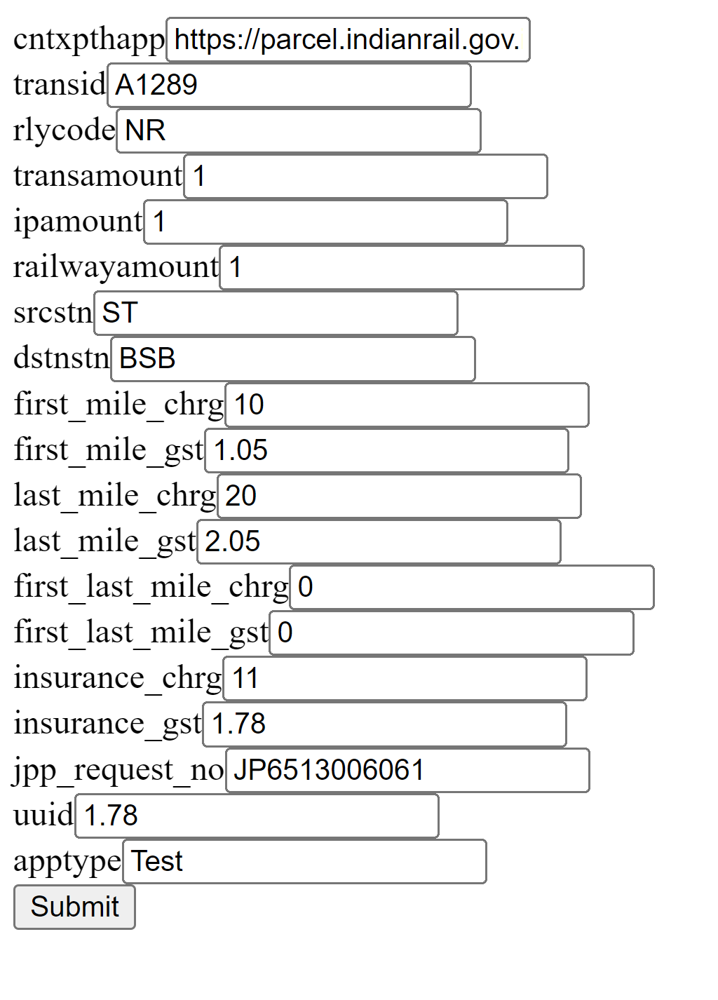 cntxpthapp https://parcel.indianrail.gov.
transid A1289
rlycode NR
transamount 1
ipamount 1
railwayamount 1
srcstn ST
dstnstn BSB
first_mile_chrg 10
first_mile_gst 1.05
last_mile_chrg 20
last_mile_gst 2.05
first_last_mile_chrg 0
first_last_mile_gst 0
insurance_chrg 11
insurance_gst 1.78
jpp_request_no JP6513006061
uuid 1.78
apptype Test
Submit